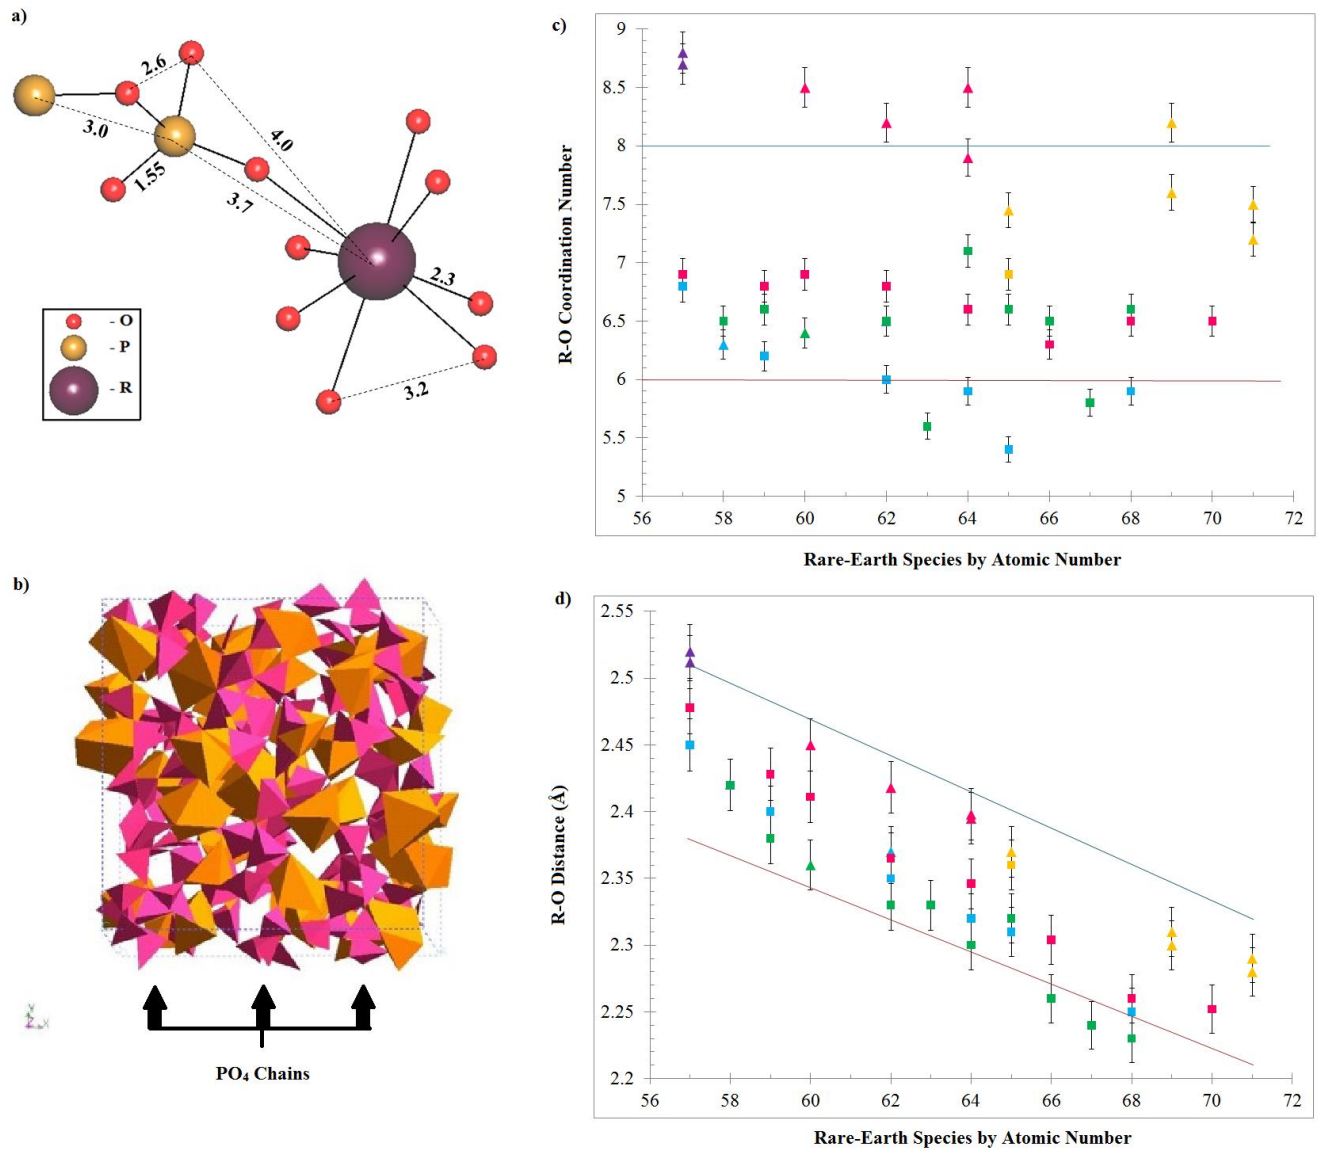 a)
2.6
3.0
1.55
4.0
3.7
2.3
3.2
- O
- P
- R
b)
Y
Z X
PO₄ Chains
c)
R-O Coordination Number
9
8.5
8
7.5
7
6.5
6
5.5
5
56 58 60 62 64 66 68 70 72
Rare-Earth Species by Atomic Number
d)
R-O Distance (Å)
2.55
2.5
2.45
2.4
2.35
2.3
2.25
2.2
56 58 60 62 64 66 68 70 72
Rare-Earth Species by Atomic Number